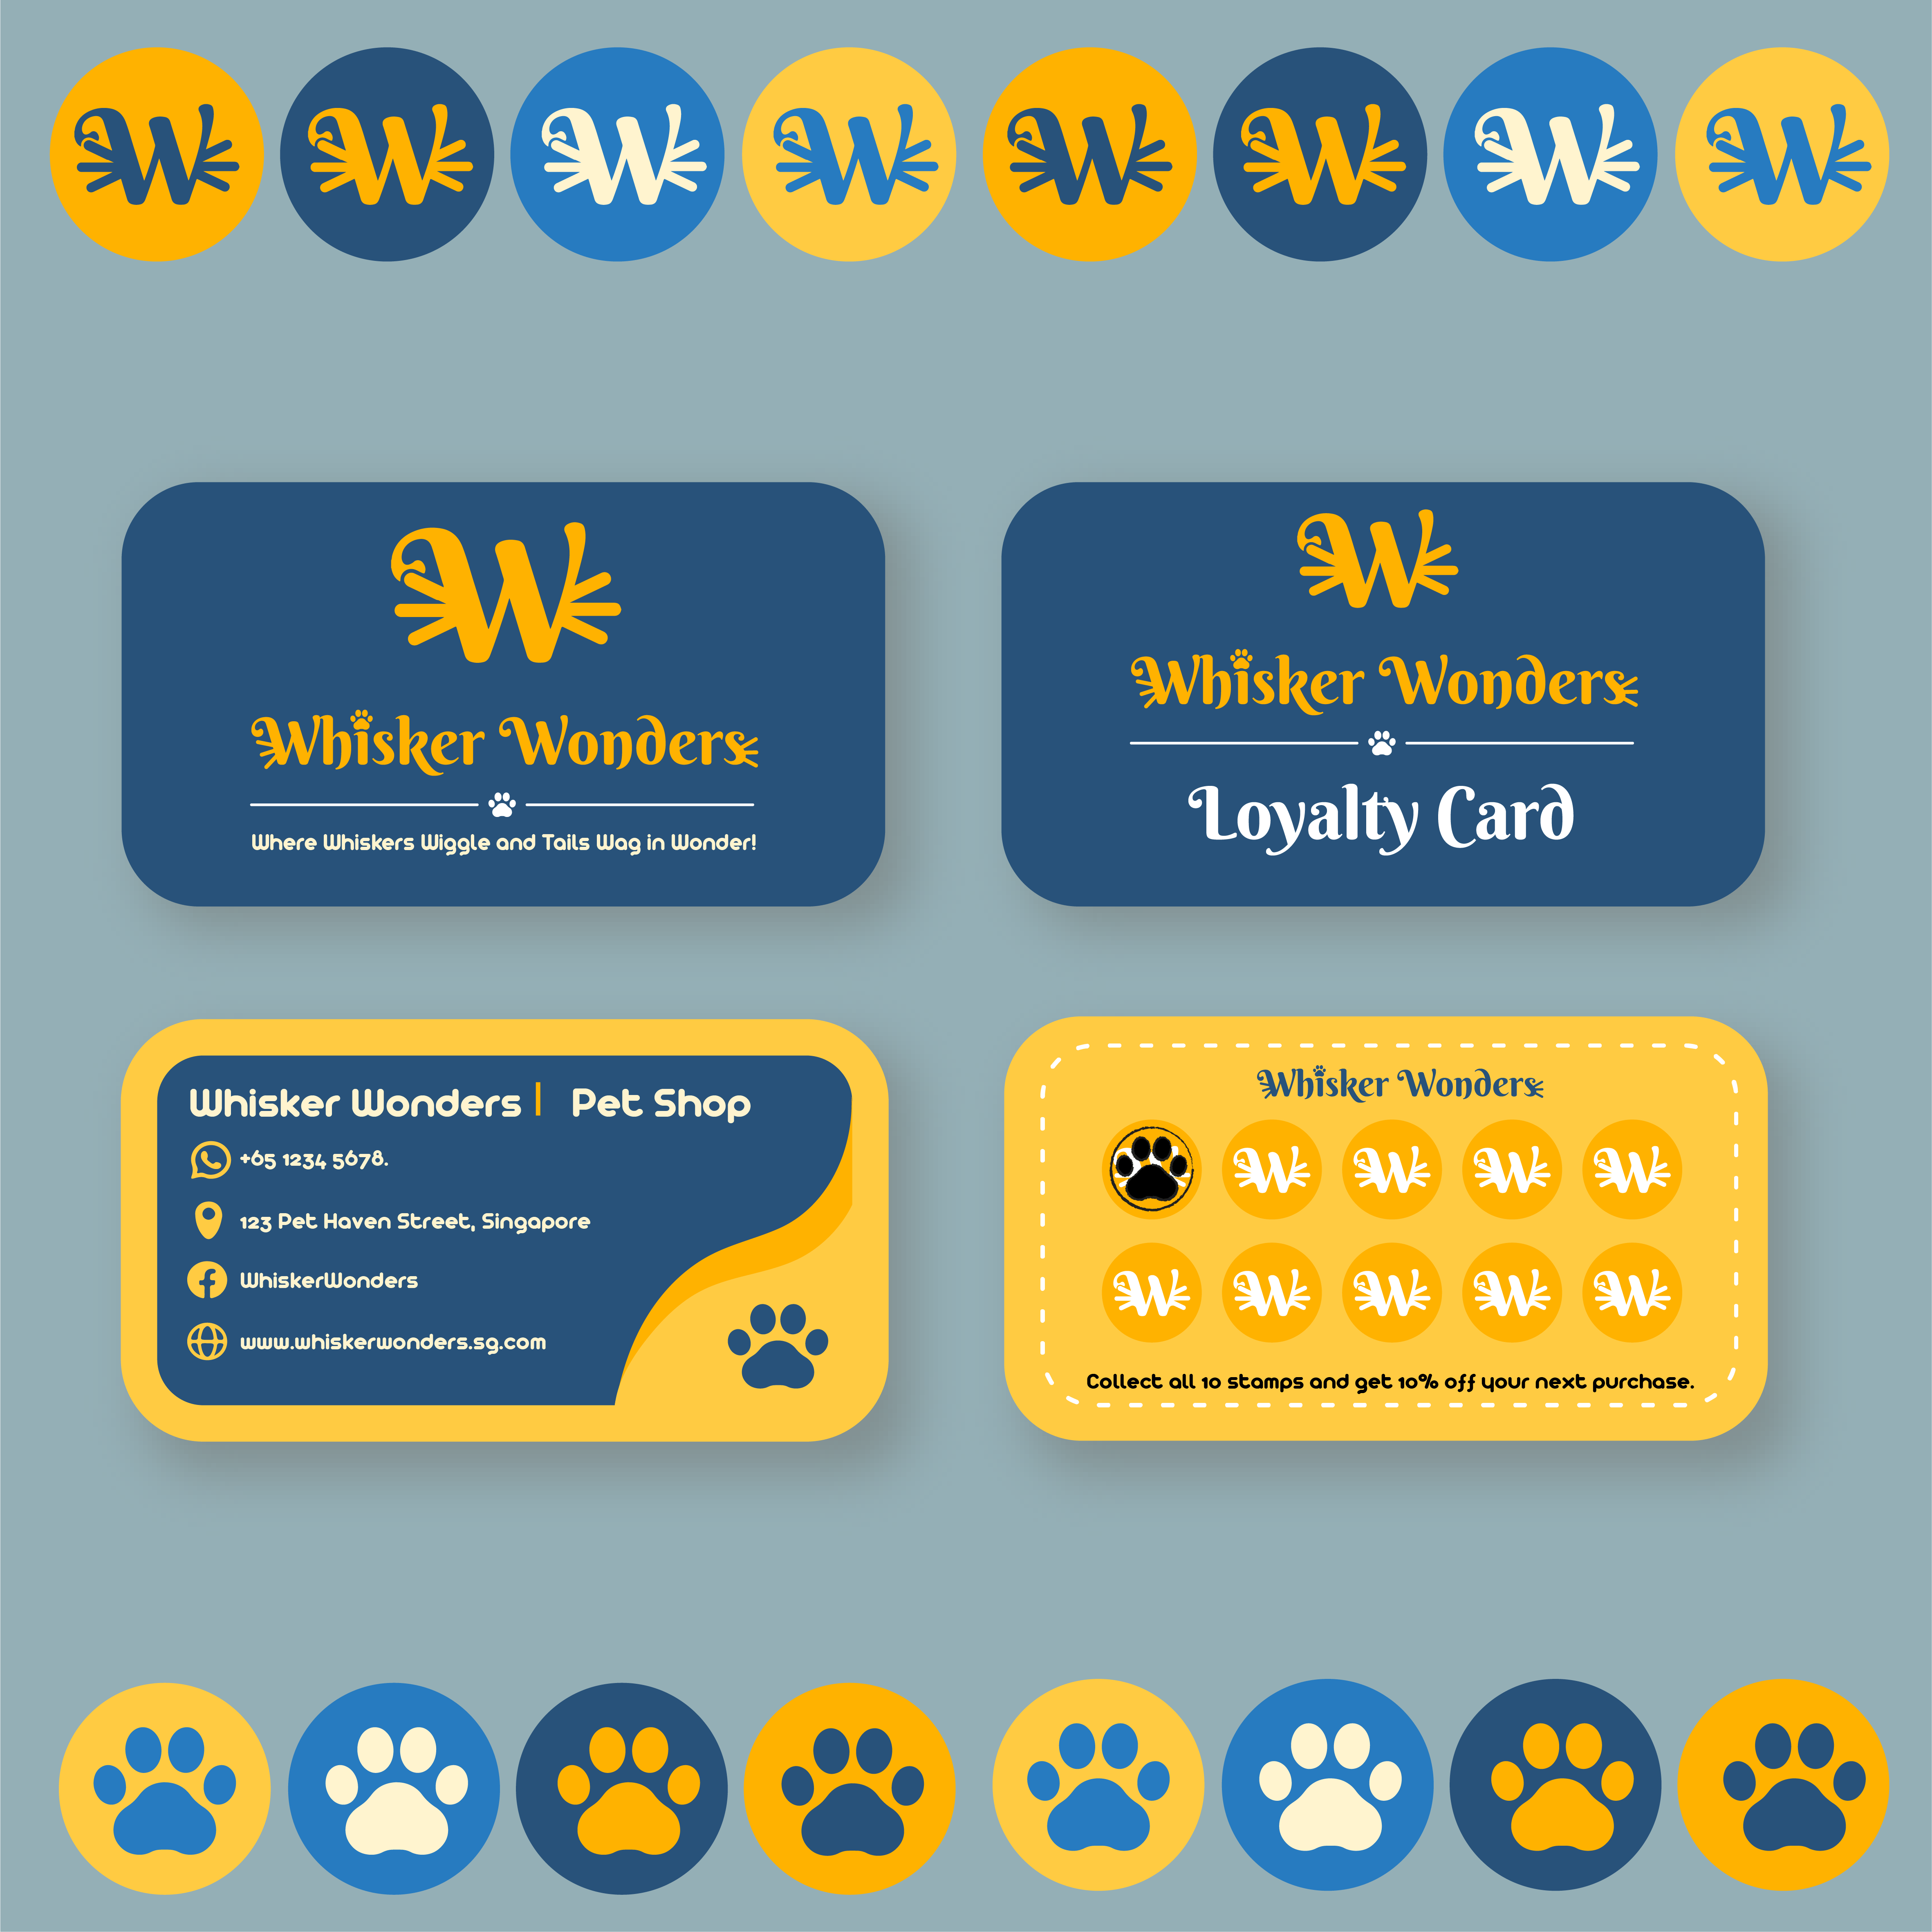 W W W W W W W W
W
Whisker Wonders
Where Whiskers Wiggle and Tails Wag in Wonder!
W
Whisker Wonders
Loyalty Card
Whisker Wonders | Pet Shop
+65 1234 5678.
123 Pet Haven Street, Singapore
WhiskerWonders
www.whiskerwonders.sg.com
Whisker Wonders
W W W W
W W W W W
Collect all 10 stamps and get 10% off your next purchase.